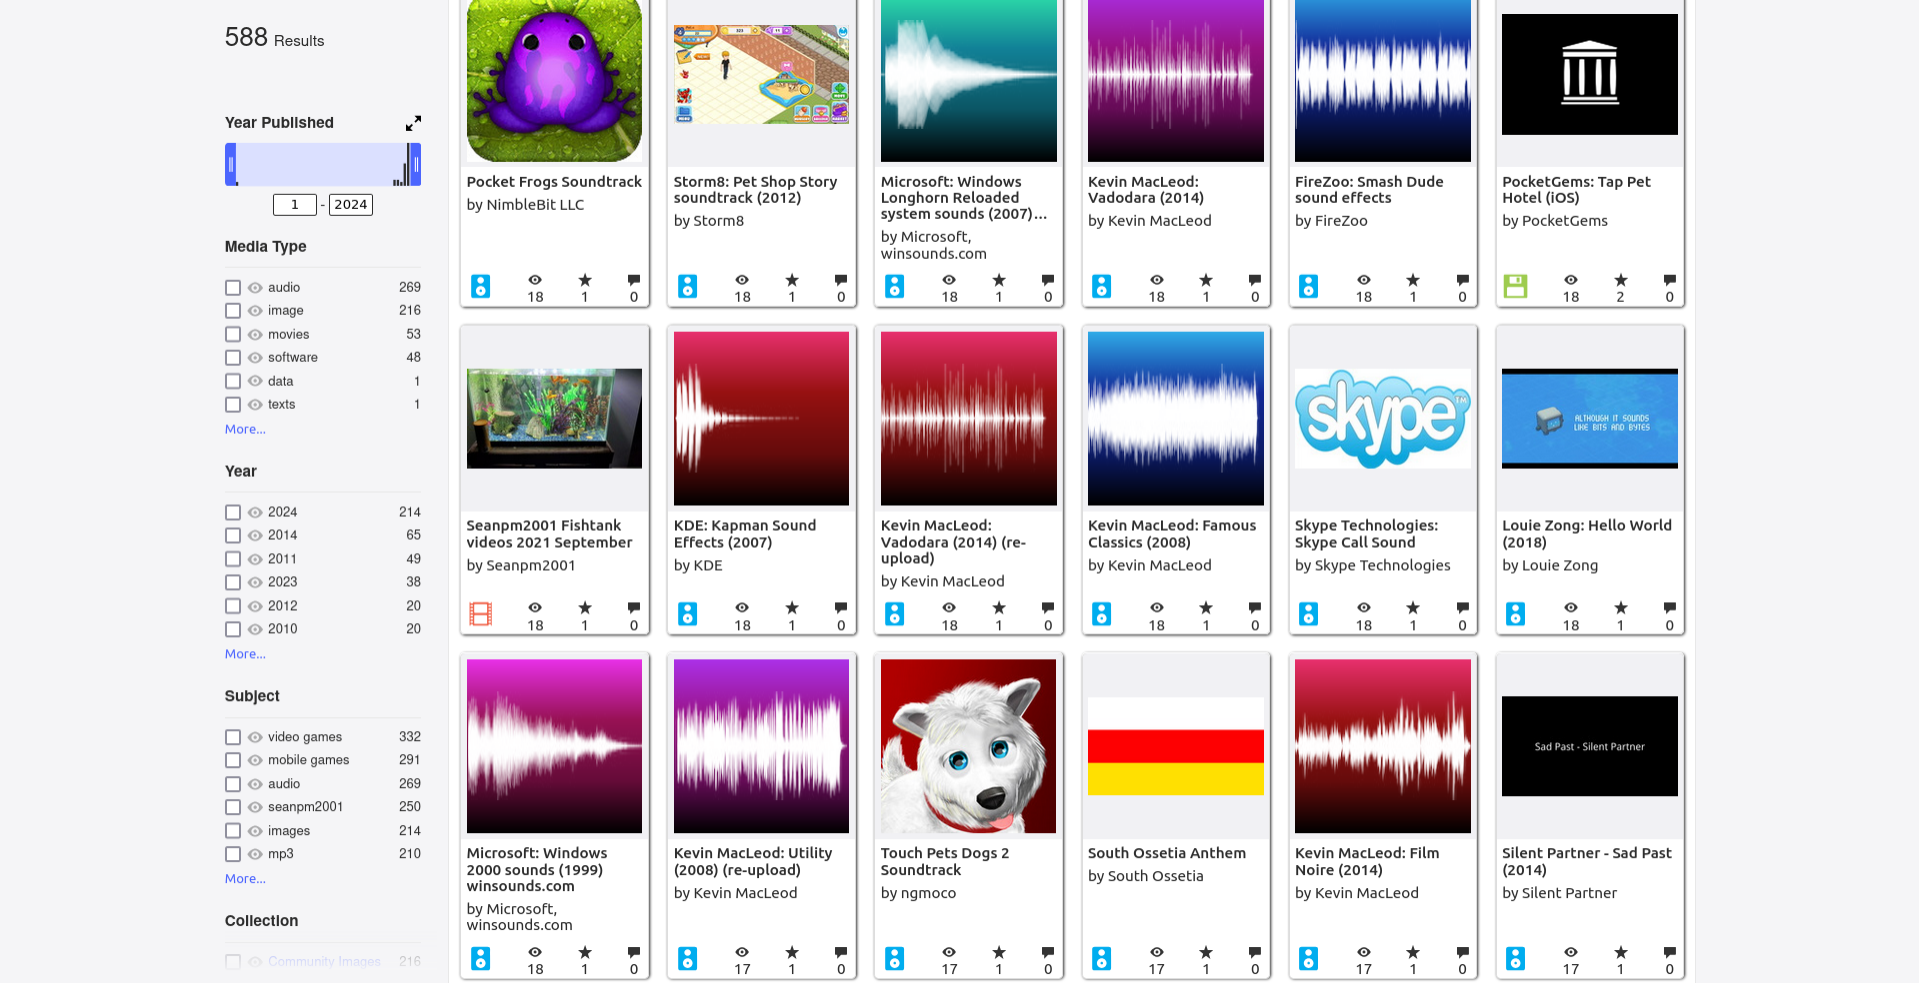 588 Results
Year Published
1 - 2024
Media Type
audio 269
image 216
movies 53
software 48
data 1
texts 1
More...
Year
2024 214
2014 65
2011 49
2023 38
2012 20
2010 20
More...
Subject
video games 332
mobile games 291
audio 269
seanpm2001 250
images 214
mp3 210
More...
Collection
Community Images 216
Pocket Frogs Soundtrack
by NimbleBit LLC
18 1 0
Storm8: Pet Shop Story
soundtrack (2012)
by Storm8
18 1 0
Microsoft: Windows
Longhorn Reloaded
system sounds (2007)...
by Microsoft,
winsounds.com
18 1 0
Kevin MacLeod:
Vadodara (2014)
by Kevin MacLeod
18 1 0
FireZoo: Smash Dude
sound effects
by FireZoo
18 1 0
PocketGems: Tap Pet
Hotel (iOS)
by PocketGems
18 2 0
Seanpm2001 Fishtank
videos 2021 September
by Seanpm2001
18 1 0
KDE: Kapman Sound
Effects (2007)
by KDE
18 1 0
Kevin MacLeod:
Vadodara (2014) (re-
upload)
by Kevin MacLeod
18 1 0
Kevin MacLeod: Famous
Classics (2008)
by Kevin MacLeod
18 1 0
skype
TM
Skype Technologies:
Skype Call Sound
by Skype Technologies
18 1 0
ALTHOUGH IT SOUNDS
LIKE BITS AND BYTES
Louie Zong: Hello World
(2018)
by Louie Zong
18 1 0
Microsoft: Windows
2000 sounds (1999)
winsounds.com
by Microsoft,
winsounds.com
18 1 0
Kevin MacLeod: Utility
(2008) (re-upload)
by Kevin MacLeod
17 1 0
Touch Pets Dogs 2
Soundtrack
by ngmoco
17 1 0
South Ossetia Anthem
by South Ossetia
17 1 0
Kevin MacLeod: Film
Noire (2014)
by Kevin MacLeod
17 1 0
Sad Past - Silent Partner
Silent Partner - Sad Past
(2014)
by Silent Partner
17 1 0